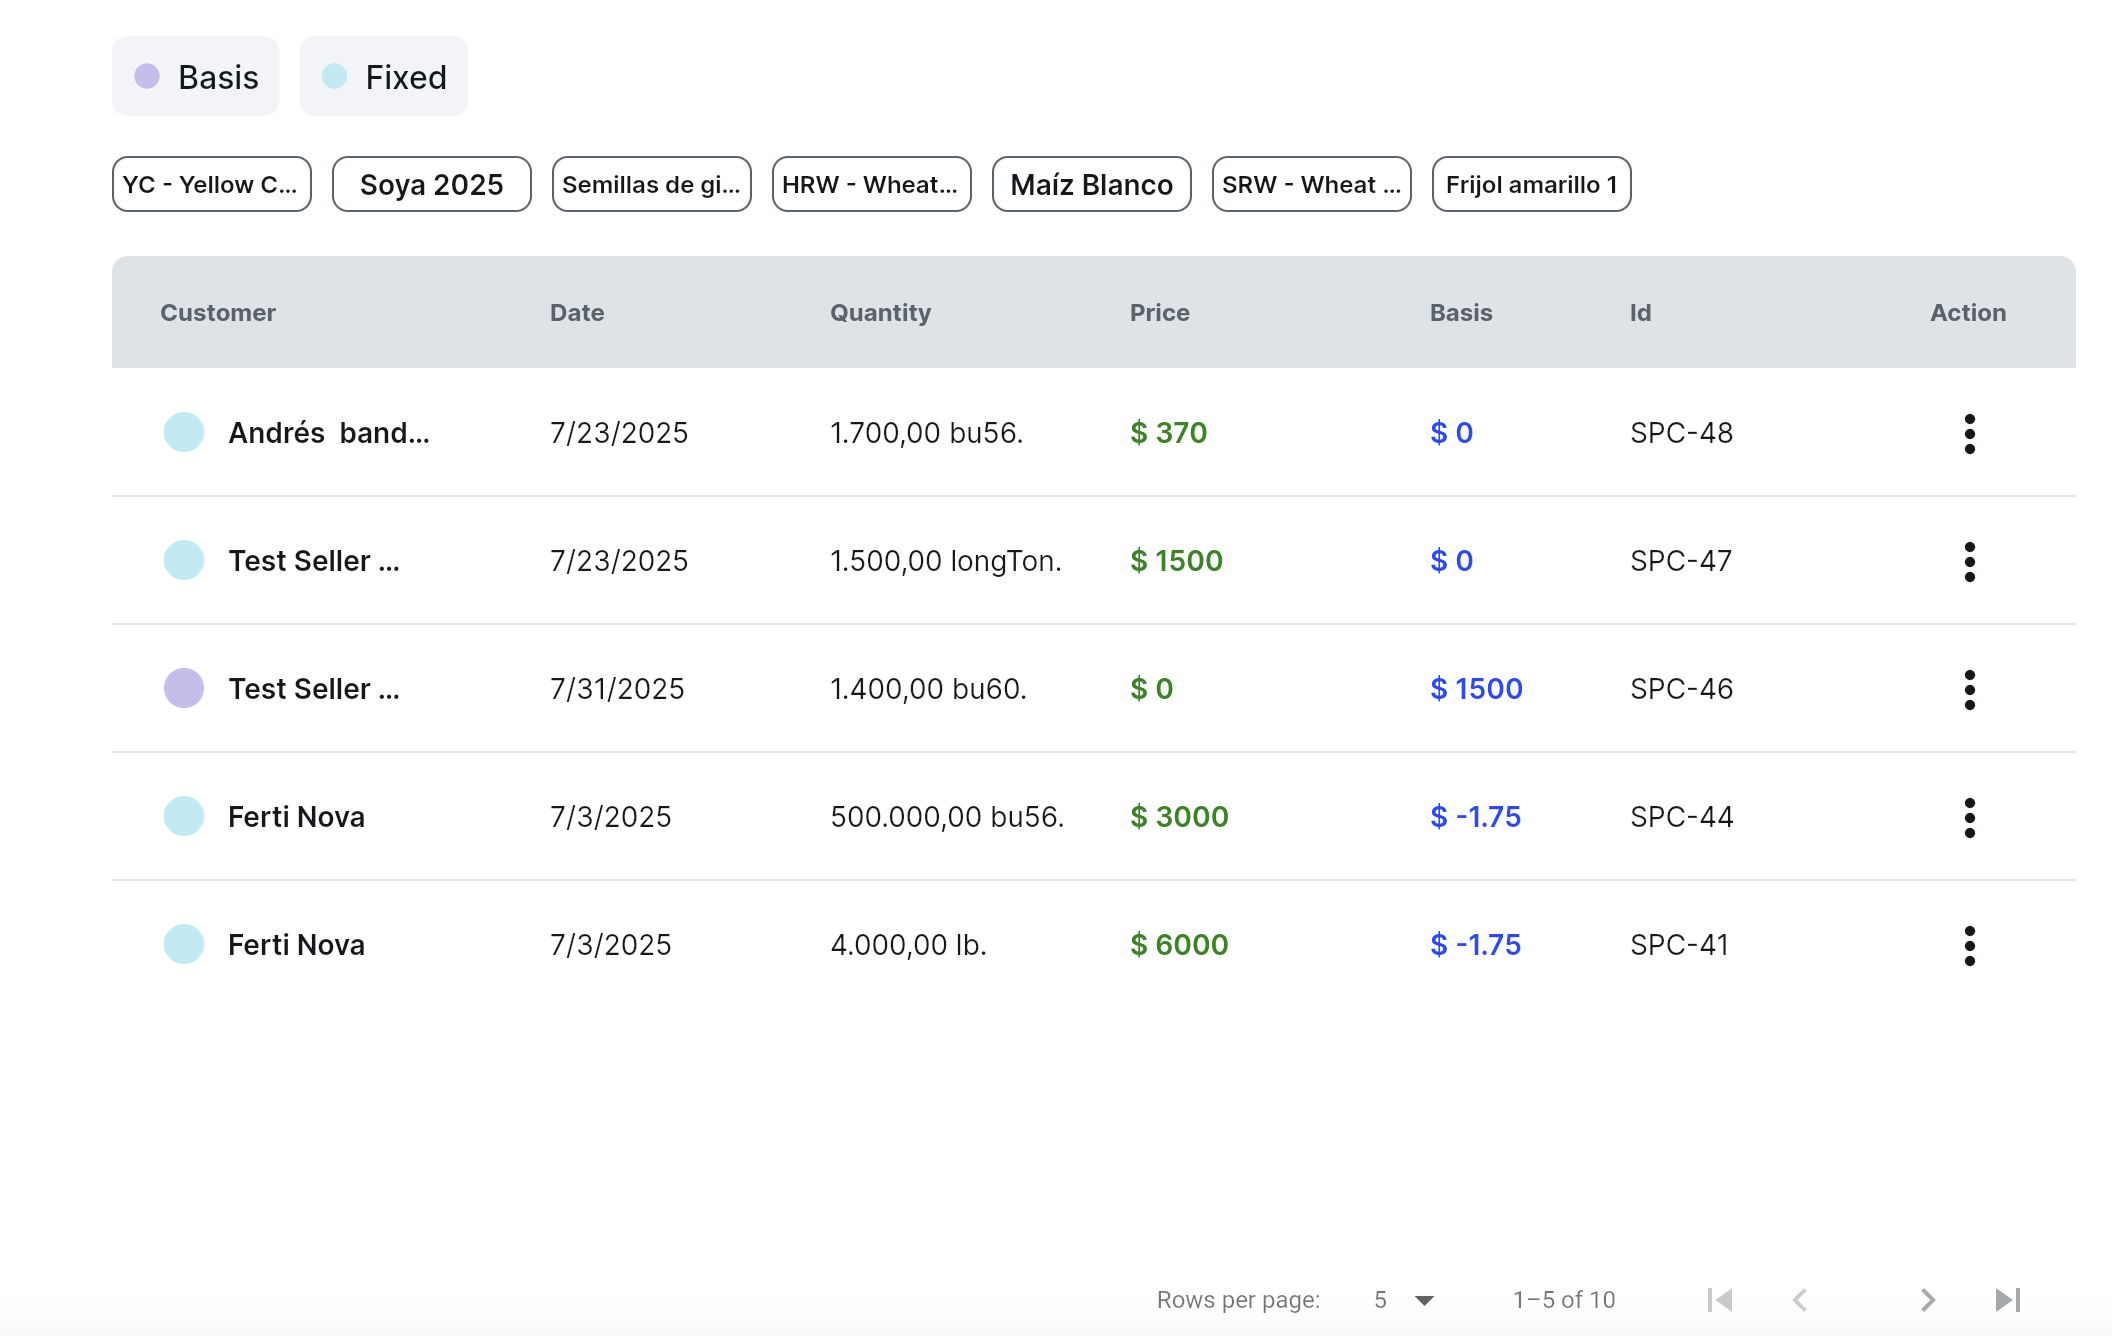 Basis Fixed
YC - Yellow C... Soya 2025 Semillas de gi... HRW - Wheat... Maíz Blanco SRW - Wheat ... Frijol amarillo 1
Customer Date Quantity Price Basis Id Action
Andrés  band... 7/23/2025 1.700,00 bu56. $ 370 $ 0 SPC-48
Test Seller ... 7/23/2025 1.500,00 longTon. $ 1500 $ 0 SPC-47
Test Seller ... 7/31/2025 1.400,00 bu60. $ 0 $ 1500 SPC-46
Ferti Nova 7/3/2025 500.000,00 bu56. $ 3000 $ -1.75 SPC-44
Ferti Nova 7/3/2025 4.000,00 lb. $ 6000 $ -1.75 SPC-41
Rows per page: 5 1–5 of 10